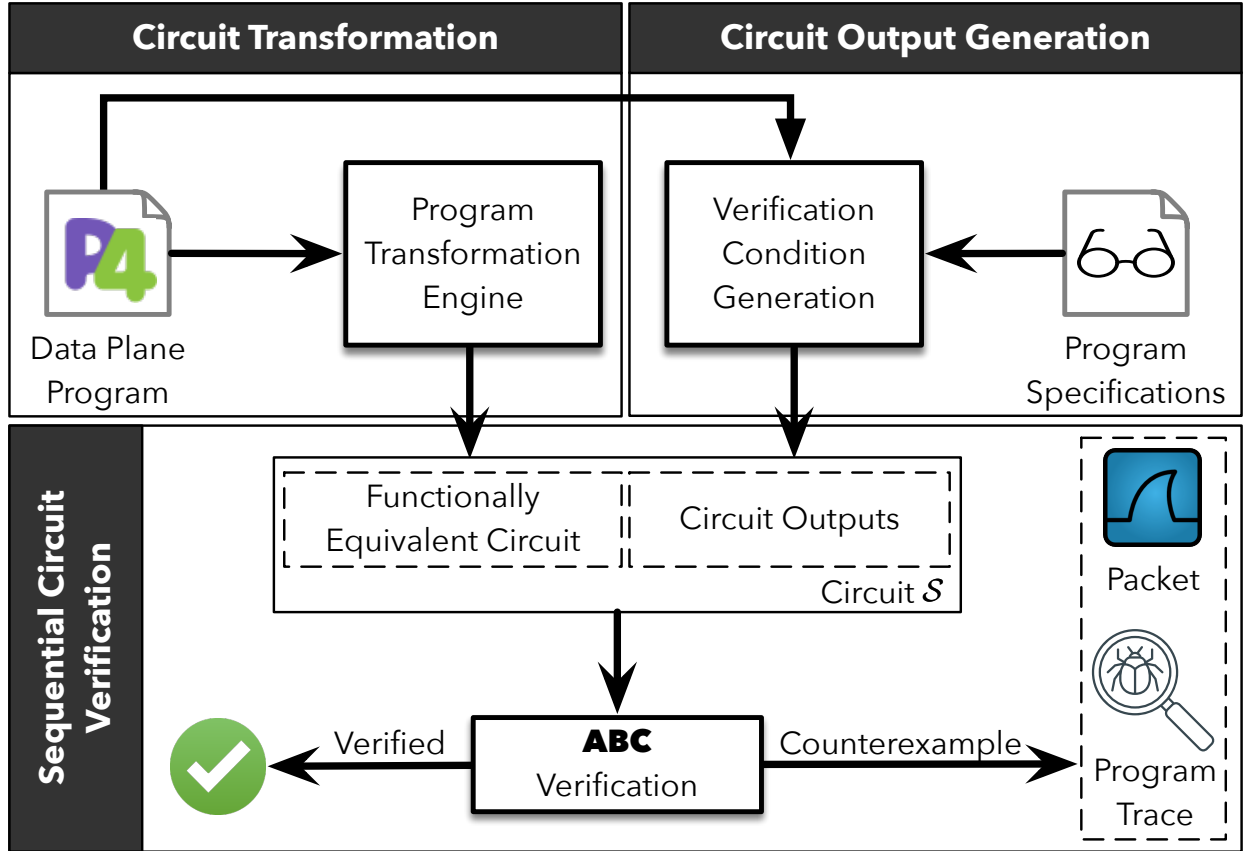 Circuit Transformation
Circuit Output Generation
P4
Data Plane
Program
Program
Transformation
Engine
Verification
Condition
Generation
Program
Specifications
Sequential Circuit
Verification
Functionally
Equivalent Circuit
Circuit Outputs
Circuit 𝒮
Packet
Program
Trace
Verified
ABC
Verification
Counterexample